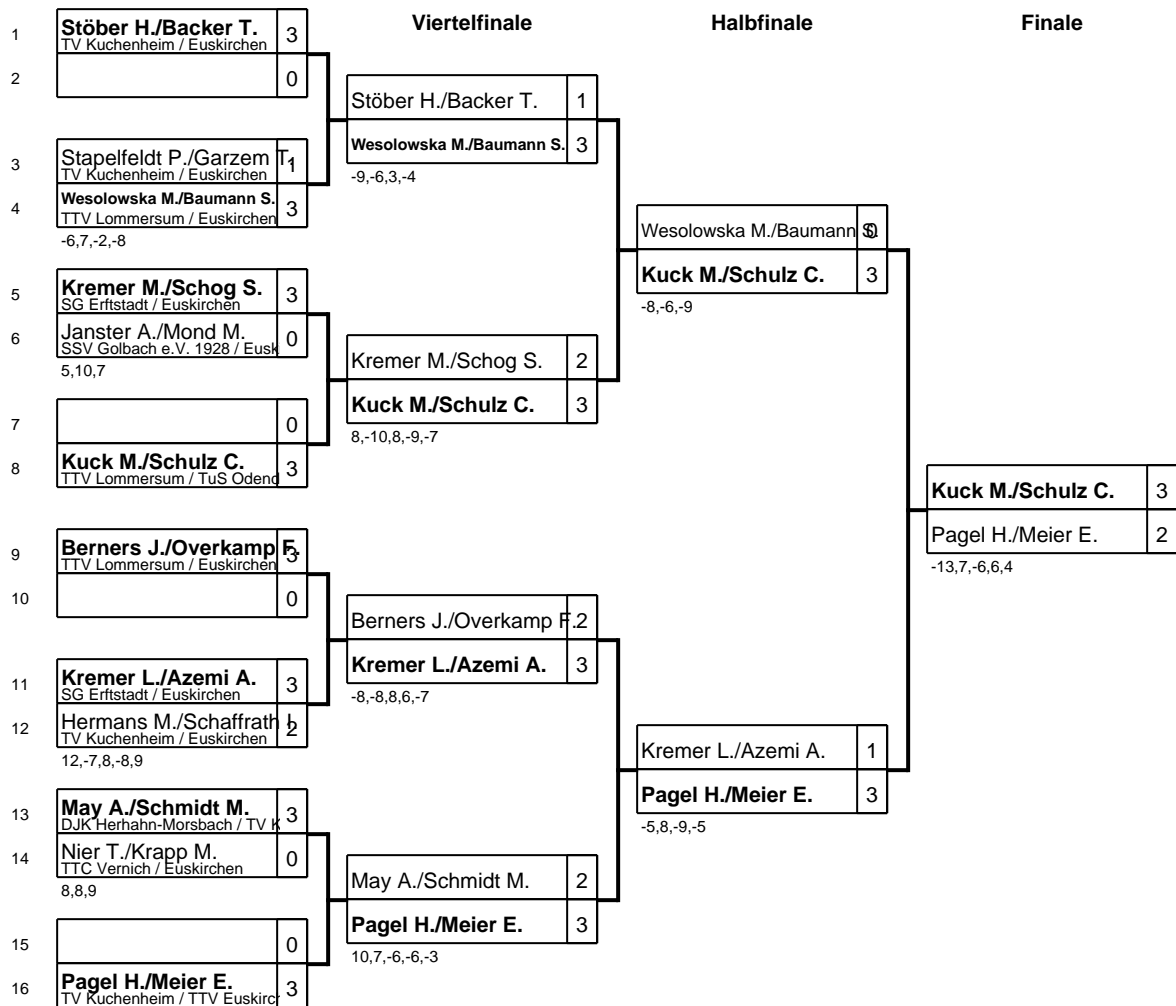 Viertelfinale
Halbfinale
Finale
1 Stöber H./Backer T. 3
TV Kuchenheim / Euskirchen
2 0
3 Stapelfeldt P./Garzem T. 1
TV Kuchenheim / Euskirchen
4 Wesolowska M./Baumann S. 3
TTV Lommersum / Euskirchen
-6,7,-2,-8
5 Kremer M./Schog S. 3
SG Erftstadt / Euskirchen
6 Janster A./Mond M. 0
SSV Golbach e.V. 1928 / Eusk
5,10,7
7 0
8 Kuck M./Schulz C. 3
TTV Lommersum / TuS Odend
9 Berners J./Overkamp F. 3
TTV Lommersum / Euskirchen
10 0
11 Kremer L./Azemi A. 3
SG Erftstadt / Euskirchen
12 Hermans M./Schaffrath 2
TV Kuchenheim / Euskirchen
12,-7,8,-8,9
13 May A./Schmidt M. 3
DJK Herhahn-Morsbach / TV K
14 Nier T./Krapp M. 0
TTC Vernich / Euskirchen
8,8,9
15 0
16 Pagel H./Meier E. 3
TV Kuchenheim / TTV Euskirc
Stöber H./Backer T. 1
Wesolowska M./Baumann S. 3
-9,-6,3,-4
Kremer M./Schog S. 2
Kuck M./Schulz C. 3
8,-10,8,-9,-7
Berners J./Overkamp F. 2
Kremer L./Azemi A. 3
-8,-8,8,6,-7
May A./Schmidt M. 2
Pagel H./Meier E. 3
10,7,-6,-6,-3
Wesolowska M./Baumann S. 0
Kuck M./Schulz C. 3
-8,-6,-9
Kremer L./Azemi A. 1
Pagel H./Meier E. 3
-5,8,-9,-5
Kuck M./Schulz C. 3
Pagel H./Meier E. 2
-13,7,-6,6,4